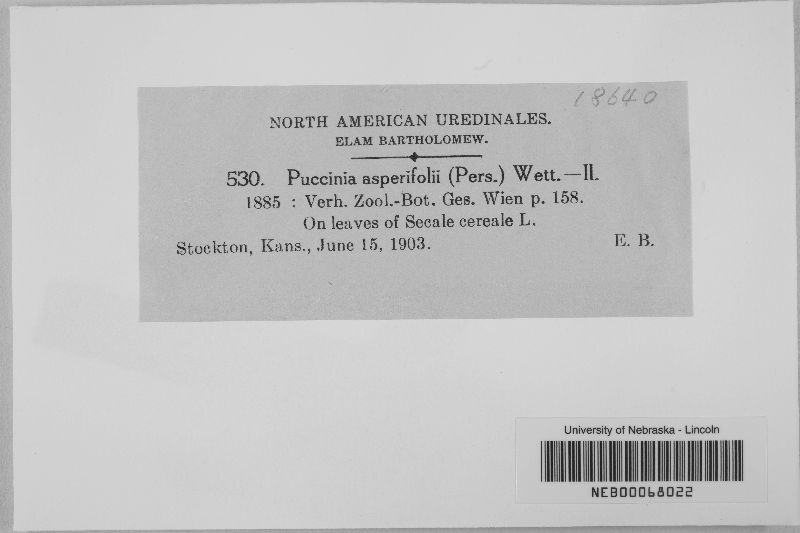 18640
NORTH AMERICAN UREDINALES.
ELAM BARTHOLOMEW.
530. Puccinia asperifolii (Pers.) Wett.—II.
1885 : Verh. Zool.-Bot. Ges. Wien p. 158.
On leaves of Secale cereale L.
Stockton, Kans., June 15, 1903. E. B.
University of Nebraska - Lincoln
NEB00068022